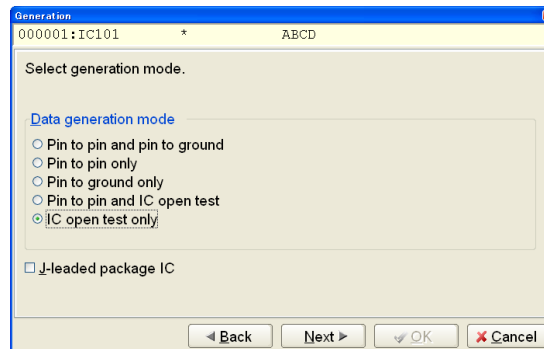 Generation
000001:IC101 * ABCD
Select generation mode.
Data generation mode
Pin to pin and pin to ground
Pin to pin only
Pin to ground only
Pin to pin and IC open test
IC open test only
J-leaded package IC
Back Next OK Cancel